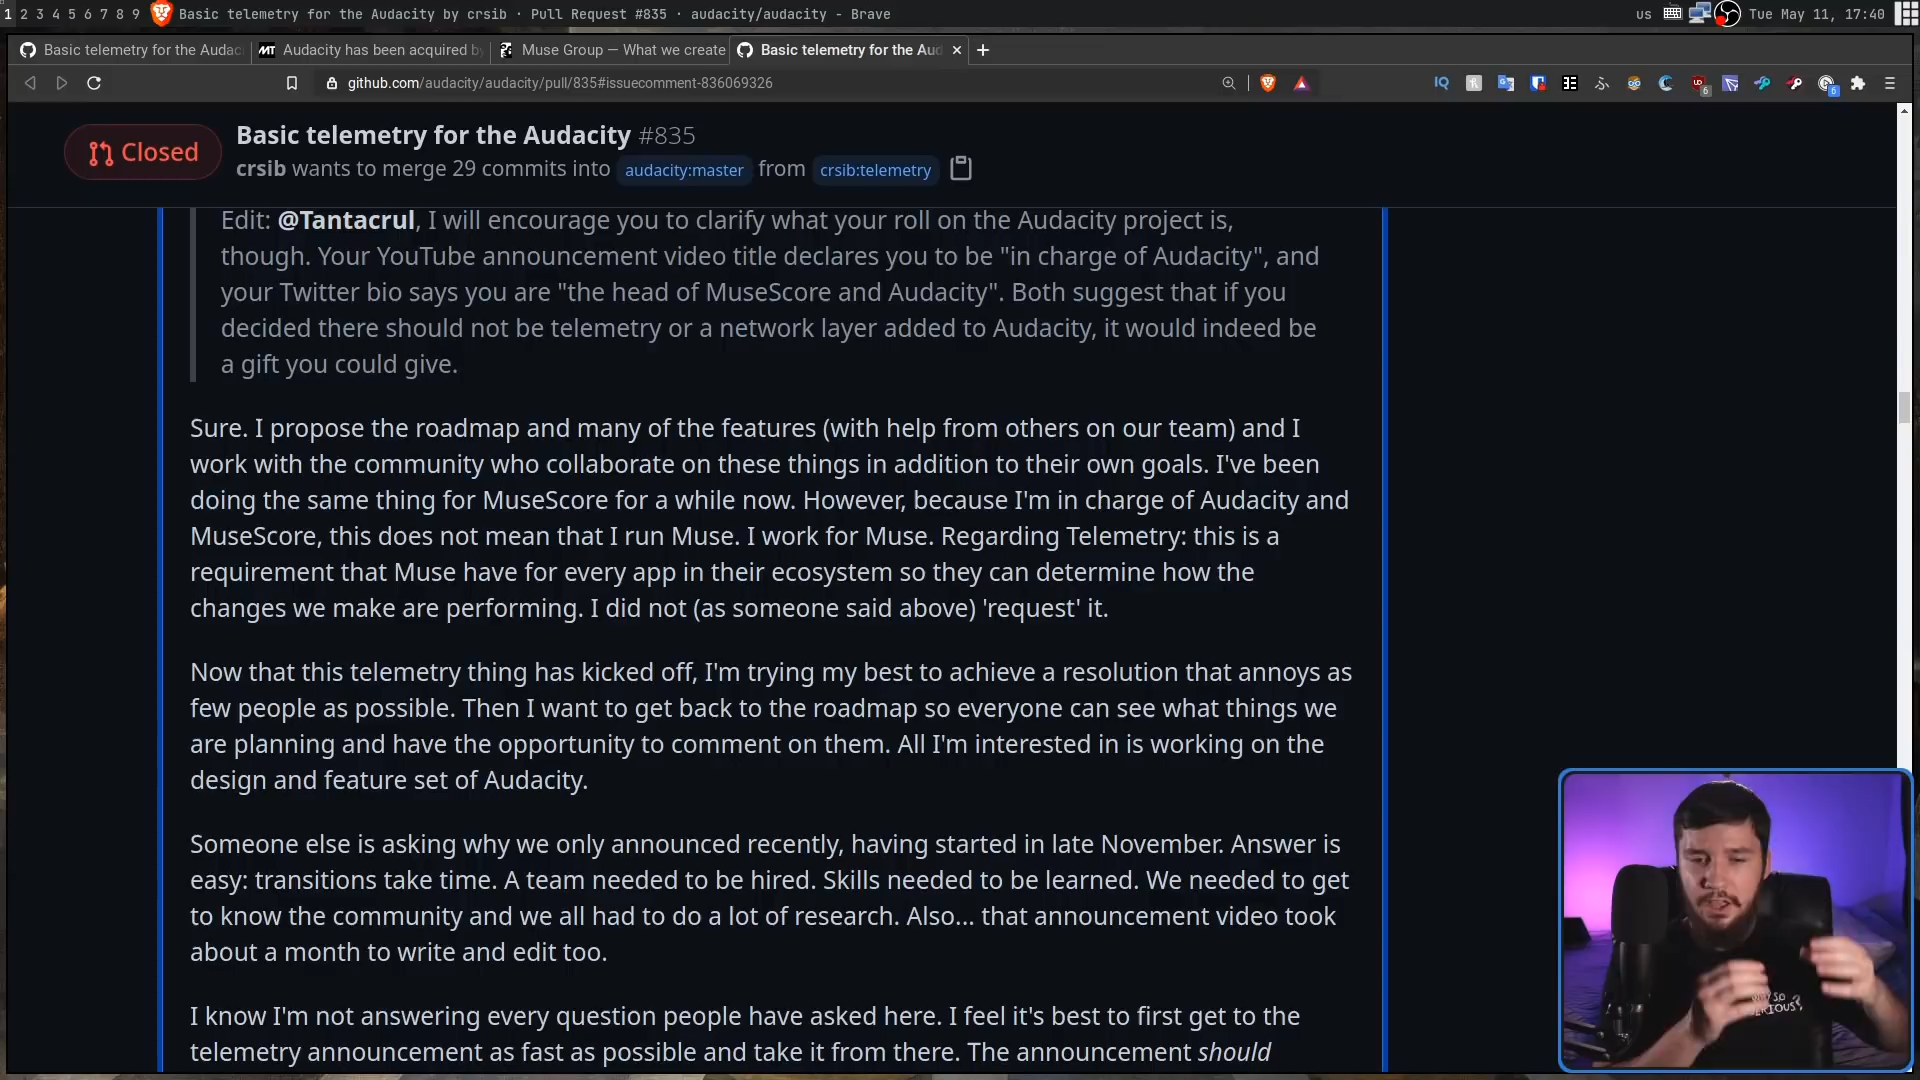 1 2 3 4 5 6 7 8 9 Basic telemetry for the Audacity by crsib · Pull Request #835 · audacity/audacity - Brave us Tue May 11, 17:40
Basic telemetry for the Audac MT Audacity has been acquired by Muse Group — What we create Basic telemetry for the Aud
github.com/audacity/audacity/pull/835#issuecomment-836069326
Closed
Basic telemetry for the Audacity #835
crsib wants to merge 29 commits into audacity:master from crsib:telemetry
Edit: @Tantacrul, I will encourage you to clarify what your roll on the Audacity project is,
though. Your YouTube announcement video title declares you to be "in charge of Audacity", and
your Twitter bio says you are "the head of MuseScore and Audacity". Both suggest that if you
decided there should not be telemetry or a network layer added to Audacity, it would indeed be
a gift you could give.
Sure. I propose the roadmap and many of the features (with help from others on our team) and I
work with the community who collaborate on these things in addition to their own goals. I've been
doing the same thing for MuseScore for a while now. However, because I'm in charge of Audacity and
MuseScore, this does not mean that I run Muse. I work for Muse. Regarding Telemetry: this is a
requirement that Muse have for every app in their ecosystem so they can determine how the
changes we make are performing. I did not (as someone said above) 'request' it.
Now that this telemetry thing has kicked off, I'm trying my best to achieve a resolution that annoys as
few people as possible. Then I want to get back to the roadmap so everyone can see what things we
are planning and have the opportunity to comment on them. All I'm interested in is working on the
design and feature set of Audacity.
Someone else is asking why we only announced recently, having started in late November. Answer is
easy: transitions take time. A team needed to be hired. Skills needed to be learned. We needed to get
to know the community and we all had to do a lot of research. Also... that announcement video took
about a month to write and edit too.
I know I'm not answering every question people have asked here. I feel it's best to first get to the
telemetry announcement as fast as possible and take it from there. The announcement should